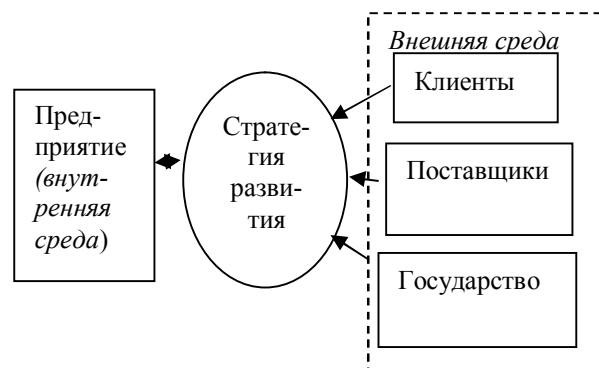 Пред-
приятие
(внут-
ренняя
среда)
Страте-
гия
разви-
тия
Внешняя среда
Клиенты
Поставщики
Государство